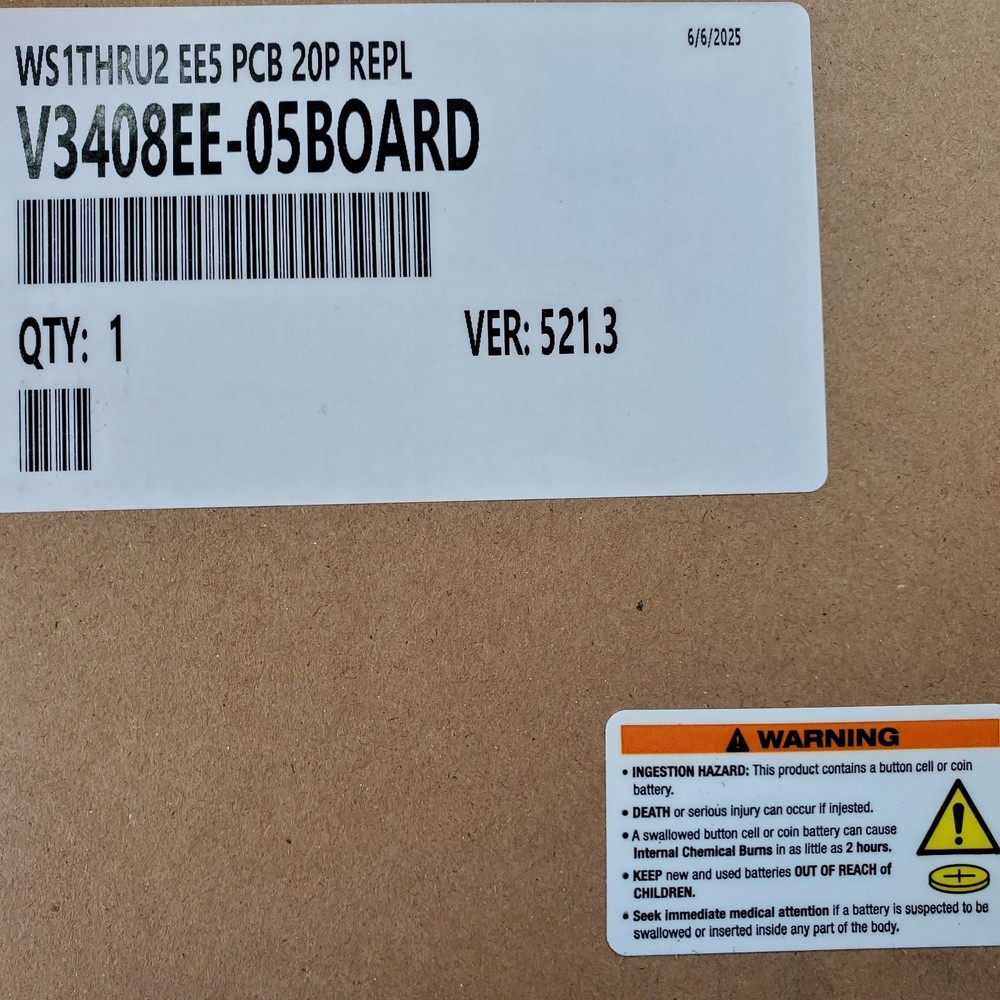 6/6/2025
WS1THRU2 EE5 PCB 20P REPL
V3408EE-05BOARD
QTY: 1
VER: 521.3
WARNING
• INGESTION HAZARD: This product contains a button cell or coin
battery.
• DEATH or serious injury can occur if injested.
• A swallowed button cell or coin battery can cause
Internal Chemical Burns in as little as 2 hours.
• KEEP new and used batteries OUT OF REACH of
CHILDREN.
• Seek immediate medical attention if a battery is suspected to be
swallowed or inserted inside any part of the body.